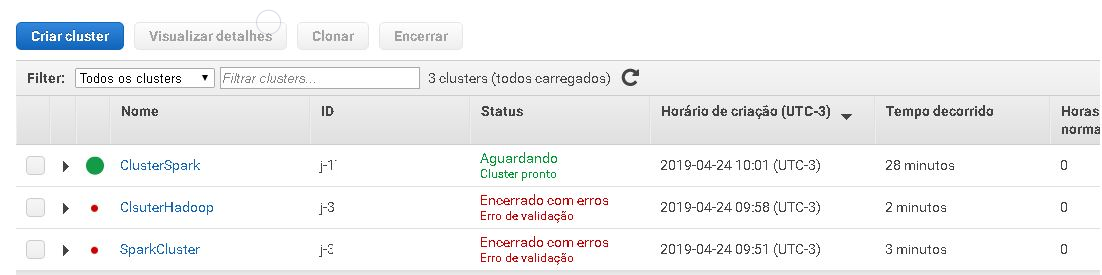 Criar cluster Visualizar detalhes Clonar Encerrar
Filter: Todos os clusters Filtrar clusters... 3 clusters (todos carregados)
Nome ID Status Horário de criação (UTC-3) Tempo decorrido Horas
norma
ClusterSpark j-1 Aguardando 2019-04-24 10:01 (UTC-3) 28 minutos 0
Cluster pronto
ClsuterHadoop j-3 Encerrado com erros 2019-04-24 09:58 (UTC-3) 2 minutos 0
Erro de validação
SparkCluster j-3 Encerrado com erros 2019-04-24 09:51 (UTC-3) 3 minutos 0
Erro de validação